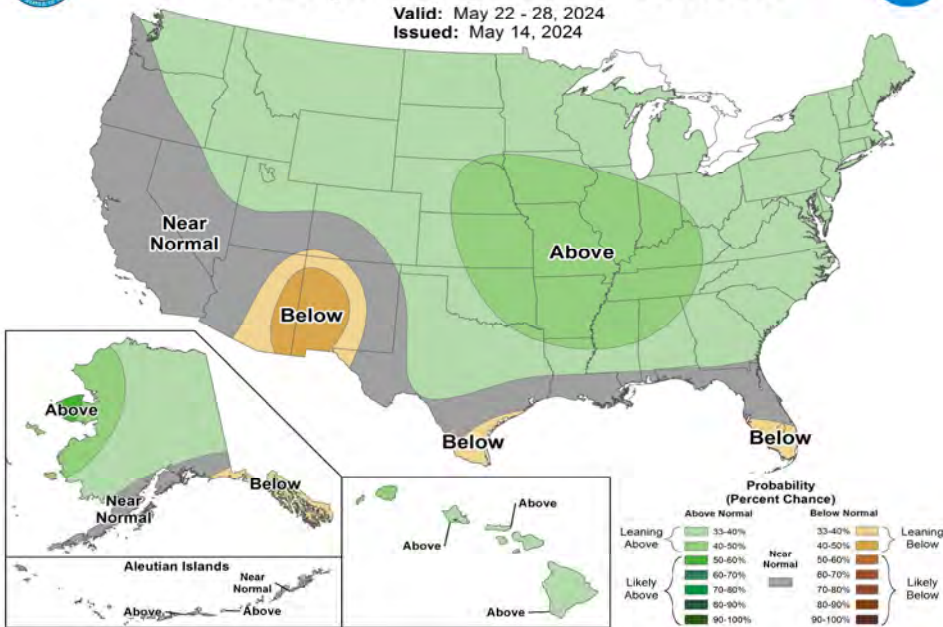 Valid: May 22 - 28, 2024
Issued: May 14, 2024
Near
Normal
Above
Below
Below
Below
Above
Near
Normal
Below
Aleutian Islands
Near
Normal
Above
Above
Above
Above
Above
Probability
(Percent Chance)
Above Normal
Below Normal
Leaning
Above
33-40%
40-50%
Likely
Above
50-60%
60-70%
70-80%
80-90%
90-100%
Near
Normal
33-40%
40-50%
Leaning
Below
50-60%
60-70%
70-80%
80-90%
90-100%
Likely
Below